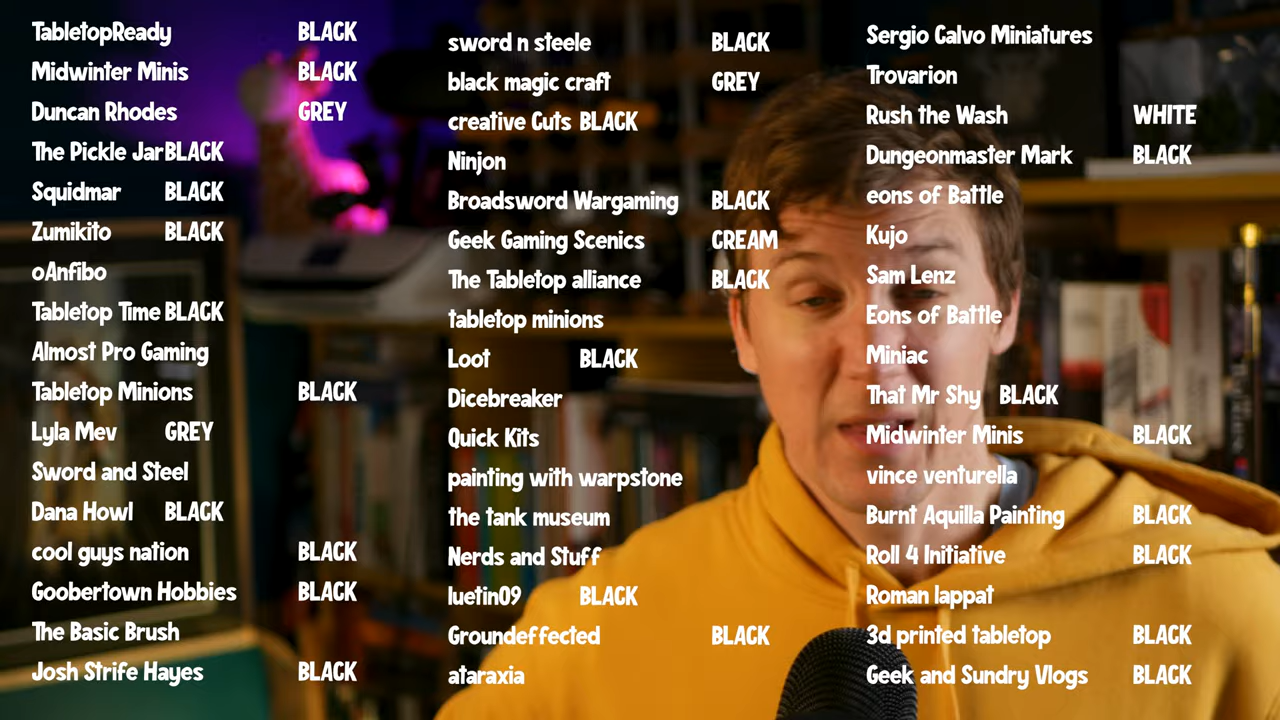 TabletopReady BLACK
Midwinter Minis BLACK
Duncan Rhodes GREY
The Pickle Jar BLACK
Squidmar BLACK
Zumikito BLACK
oAnfibo
Tabletop Time BLACK
Almost Pro Gaming
Tabletop Minions BLACK
Lyla Mev GREY
Sword and Steel
Dana Howl BLACK
cool guys nation BLACK
Goobertown Hobbies BLACK
The Basic Brush
Josh Strife Hayes BLACK
sword n steele BLACK
black magic craft GREY
creative Cuts BLACK
Ninjon
Broadsword Wargaming BLACK
Geek Gaming Scenics CREAM
The Tabletop alliance BLACK
tabletop minions
Loot BLACK
Dicebreaker
Quick Kits
painting with warpstone
the tank museum
Nerds and Stuff
luetin09 BLACK
Groundeffected BLACK
ataraxia
Sergio Calvo Miniatures
Trovarion
Rush the Wash WHITE
Dungeonmaster Mark BLACK
eons of Battle
Kujo
Sam Lenz
Eons of Battle
Miniac
That Mr Shy BLACK
Midwinter Minis BLACK
vince venturella
Burnt Aquilla Painting BLACK
Roll 4 Initiative BLACK
Roman lappat
3d printed tabletop BLACK
Geek and Sundry Vlogs BLACK